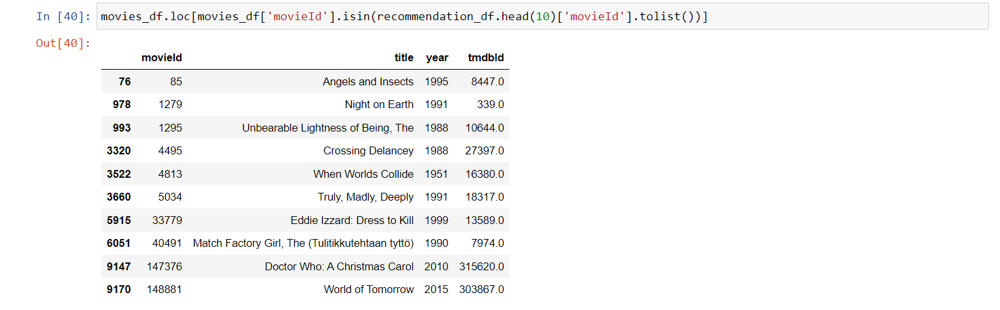 In [40]: movies_df.loc[movies_df['movieId'].isin(recommendation_df.head(10)['movieId'].tolist())]
Out[40]:
movieId title year tmdbId
76 85 Angels and Insects 1995 8447.0
978 1279 Night on Earth 1991 339.0
993 1295 Unbearable Lightness of Being, The 1988 10644.0
3320 4495 Crossing Delancey 1988 27397.0
3522 4813 When Worlds Collide 1951 16380.0
3660 5034 Truly, Madly, Deeply 1991 18317.0
5915 33779 Eddie Izzard: Dress to Kill 1999 13589.0
6051 40491 Match Factory Girl, The (Tulitikkutehtaan tyttö) 1990 7974.0
9147 147376 Doctor Who: A Christmas Carol 2010 315620.0
9170 148881 World of Tomorrow 2015 303867.0